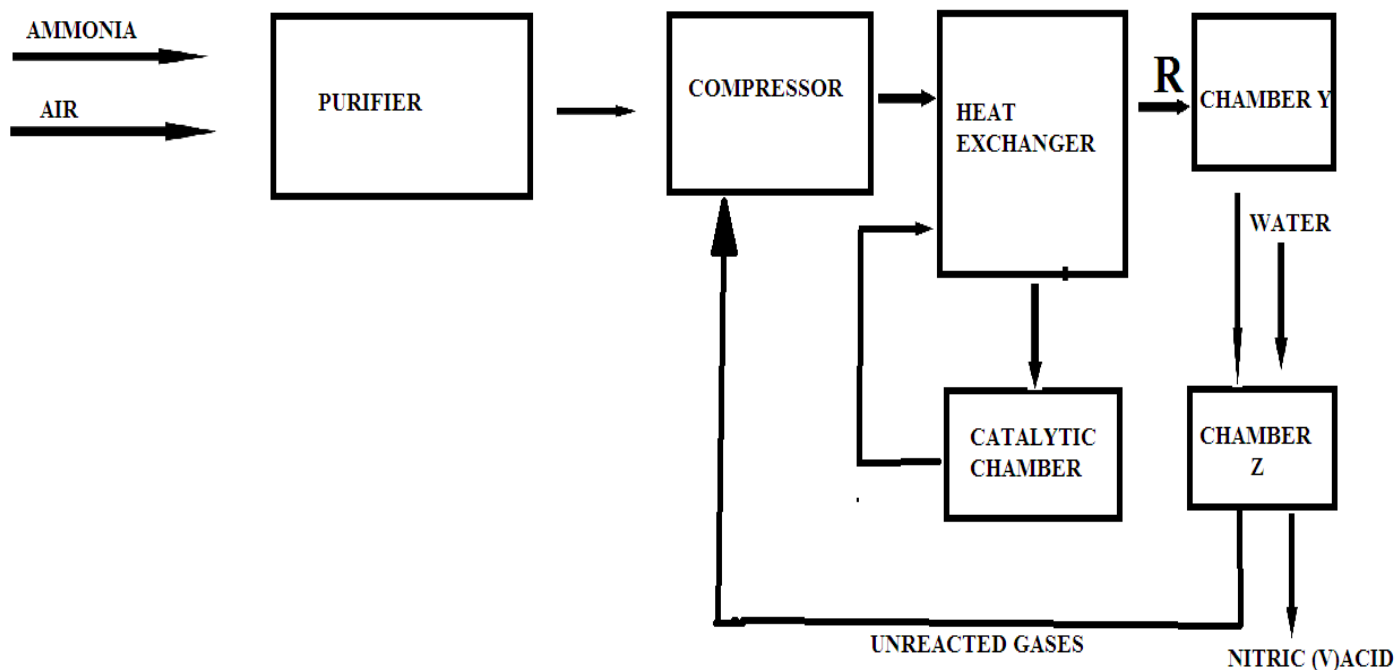 AMMONIA
AIR
PURIFIER
COMPRESSOR
HEAT
EXCHANGER
R
CHAMBER Y
WATER
CATALYTIC
CHAMBER
CHAMBER
Z
UNREACTED GASES
NITRIC (V)ACID